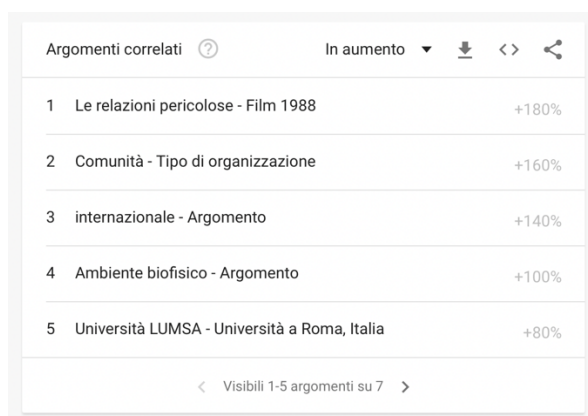 Argomenti correlati ? In aumento
1 Le relazioni pericolose - Film 1988 +180%
2 Comunità - Tipo di organizzazione +160%
3 internazionale - Argomento +140%
4 Ambiente biofisico - Argomento +100%
5 Università LUMSA - Università a Roma, Italia +80%
Visibili 1-5 argomenti su 7